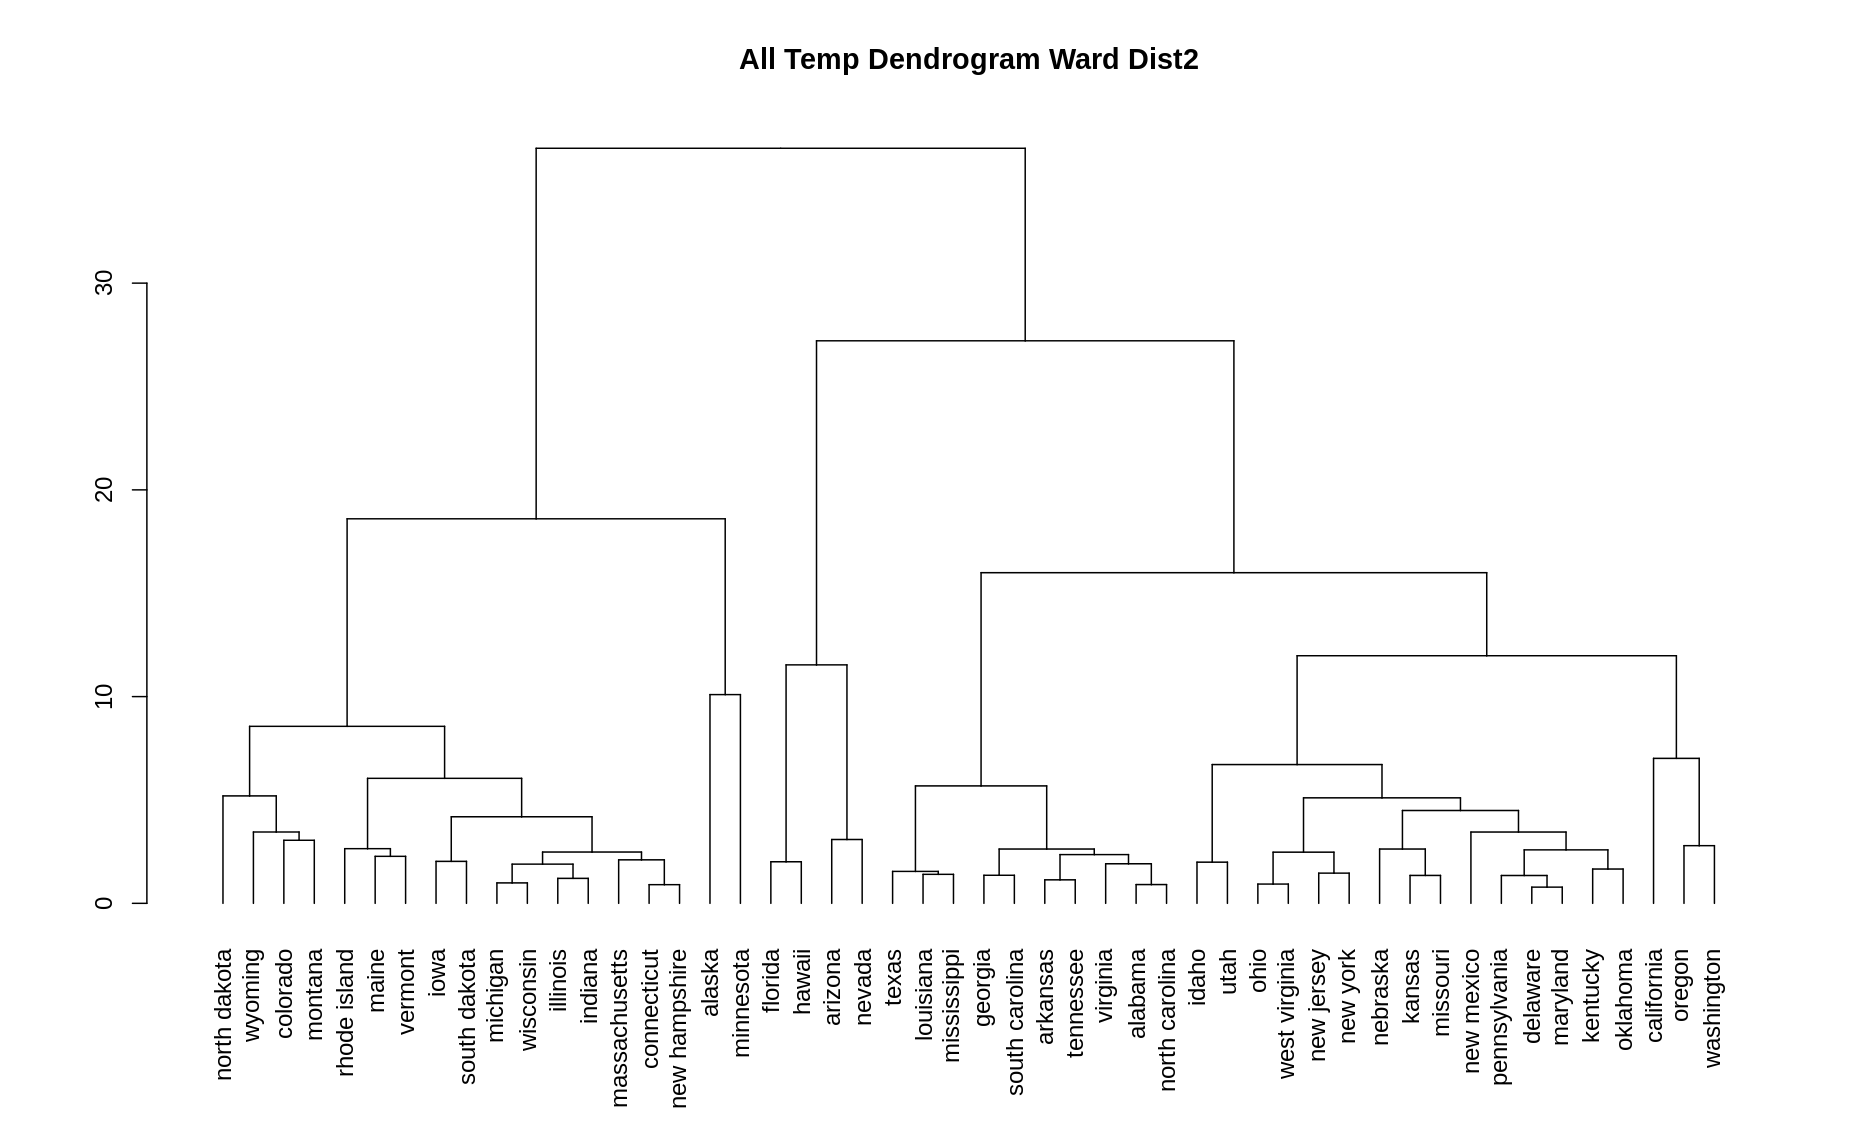 All Temp Dendrogram Ward Dist2
30
20
10
0
north dakota
wyoming
colorado
montana
rhode island
maine
vermont
iowa
south dakota
michigan
wisconsin
illinois
indiana
massachusetts
connecticut
new hampshire
alaska
minnesota
florida
hawaii
arizona
nevada
texas
louisiana
mississippi
georgia
south carolina
arkansas
tennessee
virginia
alabama
north carolina
idaho
utah
ohio
west virginia
new jersey
new york
nebraska
kansas
missouri
new mexico
pennsylvania
delaware
maryland
kentucky
oklahoma
california
oregon
washington